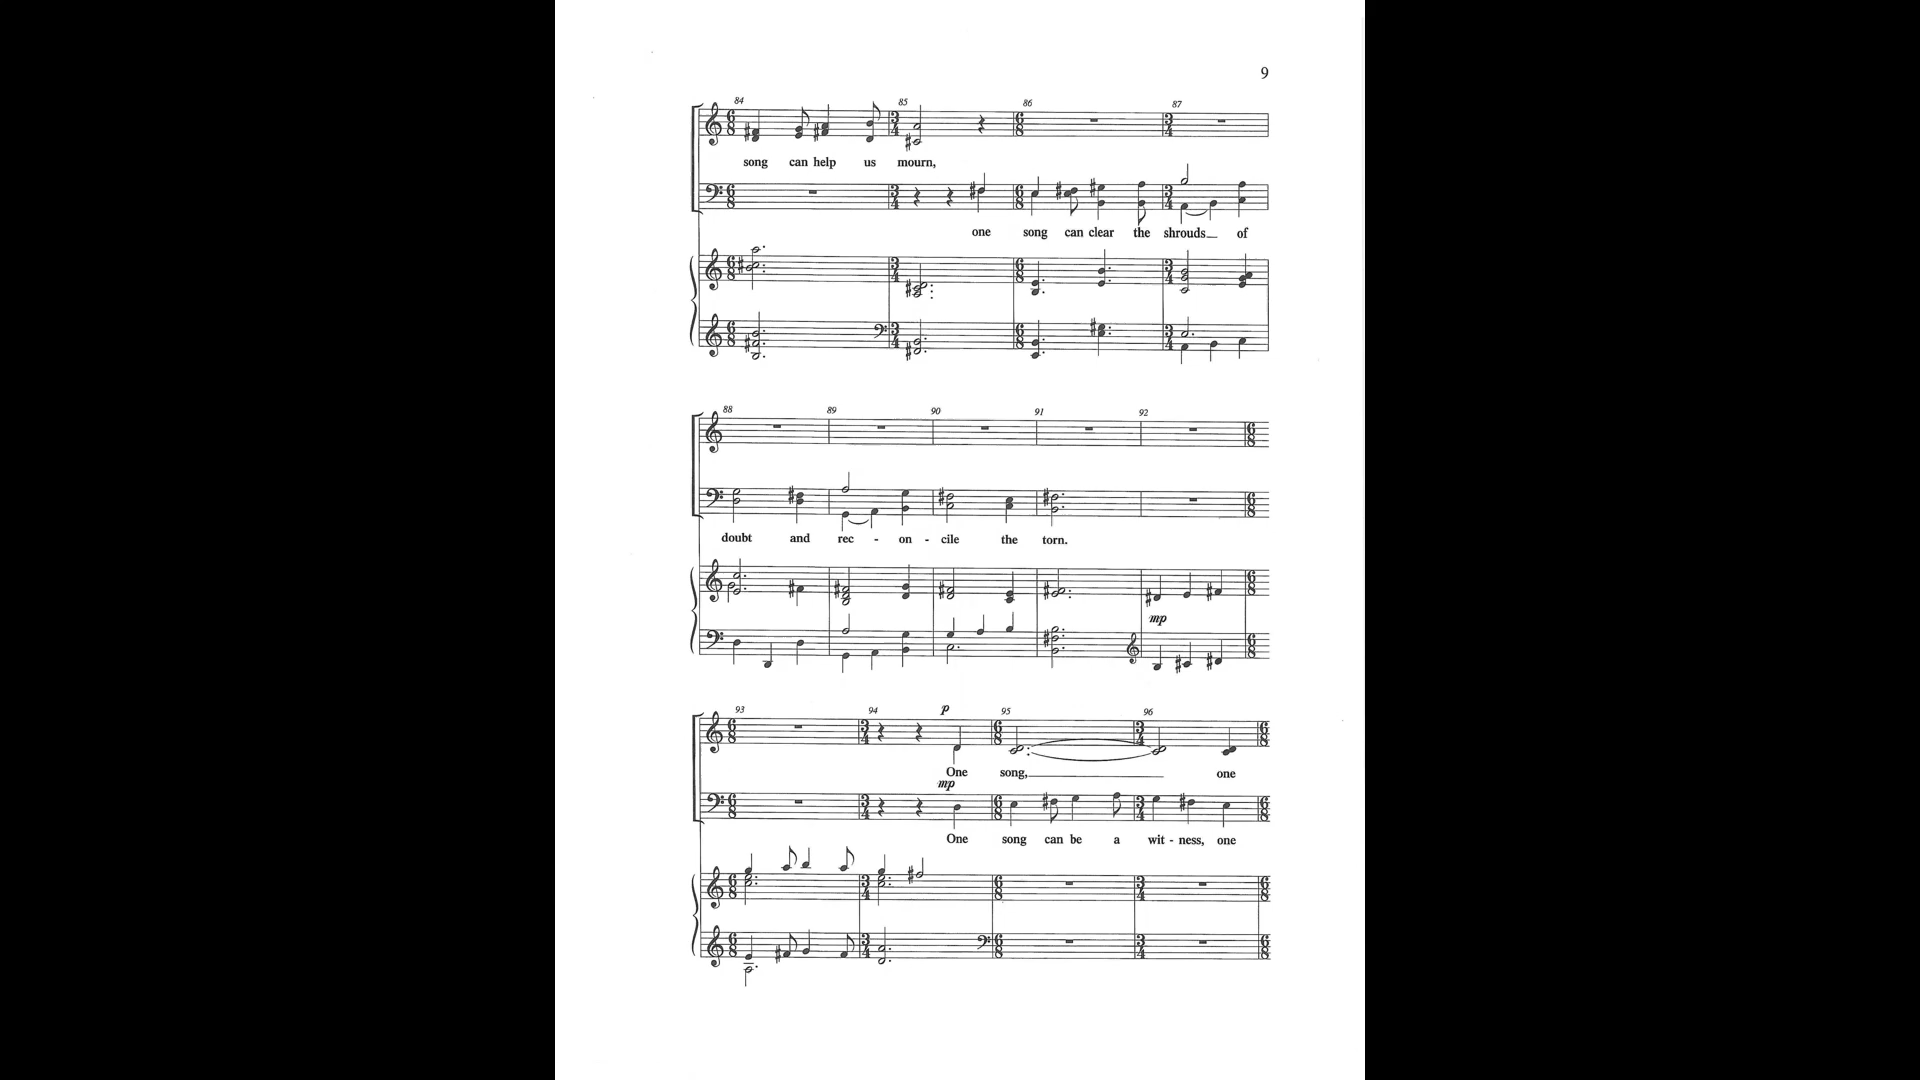 9
84 85 86 87
song can help us mourn,
one song can clear the shrouds of
88 89 90 91 92
doubt and rec - on - cile the torn.
mp
93 94 p 95 96
One song, one
mp
One song can be a wit - ness, one